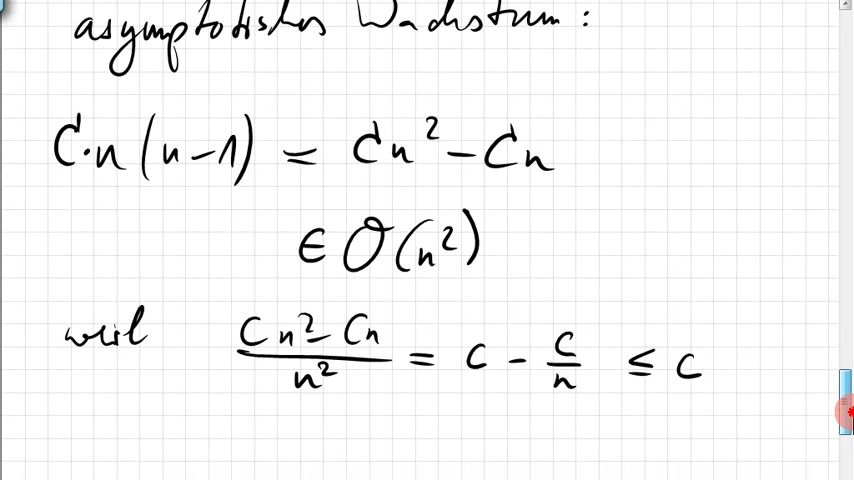 asymptotisches Wachstum:
C·n(n-1) = Cn² - Cn
∈ O(n²)
weil (Cn² - Cn)/n² = C - C/n ≤ C